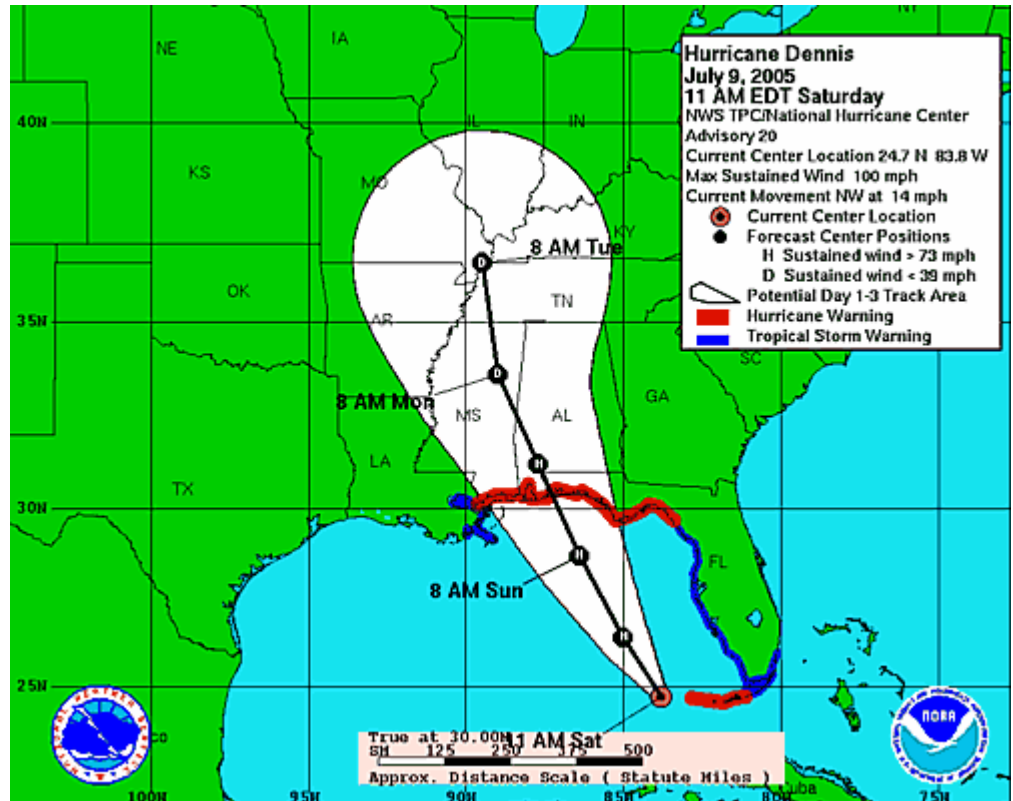 NE
IA
NY
Hurricane Dennis
July 9, 2005
11 AM EDT Saturday
NWS TPC/National Hurricane Center
Advisory 20
Current Center Location 24.7 N 83.8 W
Max Sustained Wind 100 mph
Current Movement NW at 14 mph
Current Center Location
Forecast Center Positions
H Sustained wind > 73 mph
D Sustained wind < 39 mph
Potential Day 1-3 Track Area
Hurricane Warning
Tropical Storm Warning
40N
IL
IN
KS
MO
KY
8 AM Tue
D
OK
TN
35N
AR
SC
D
8 AM Mon
MS
AL
GA
LA
H
TX
30N
H
FL
8 AM Sun
H
25N
NOAA
11 AM Sat
True at 30.00N
SM 125 250 375 500
Approx. Distance Scale ( Statute Miles )
Cuba
100W
95W
90W
85W
80W
75W